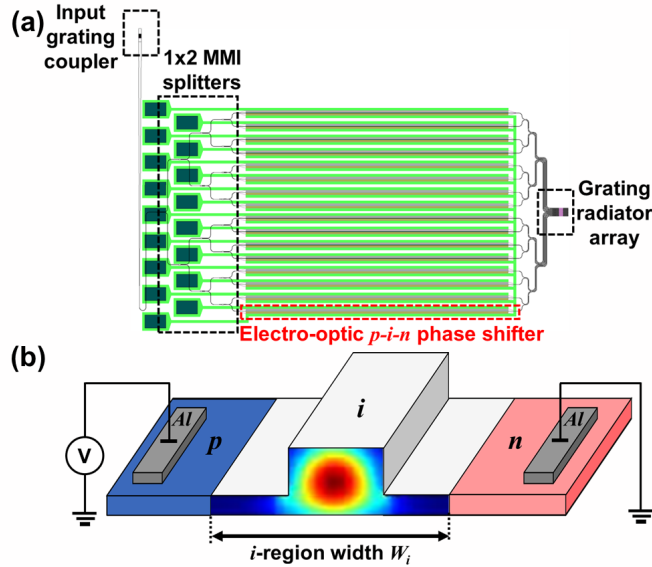 (a)
Input
grating
coupler
1x2 MMI
splitters
Grating
radiator
array
Electro-optic p-i-n phase shifter
(b)
V
Al
p
i
n
Al
i-region width Wᵢ